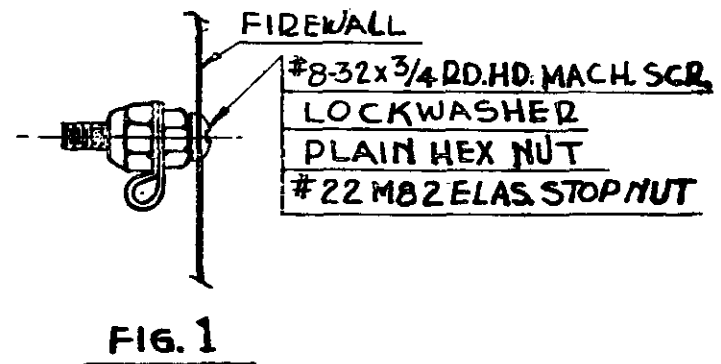 FIREWALL
#8-32x3/4 RD. HD. MACH. SCR.
LOCKWASHER
PLAIN HEX NUT
#22 M82 ELAS. STOP NUT
FIG. 1